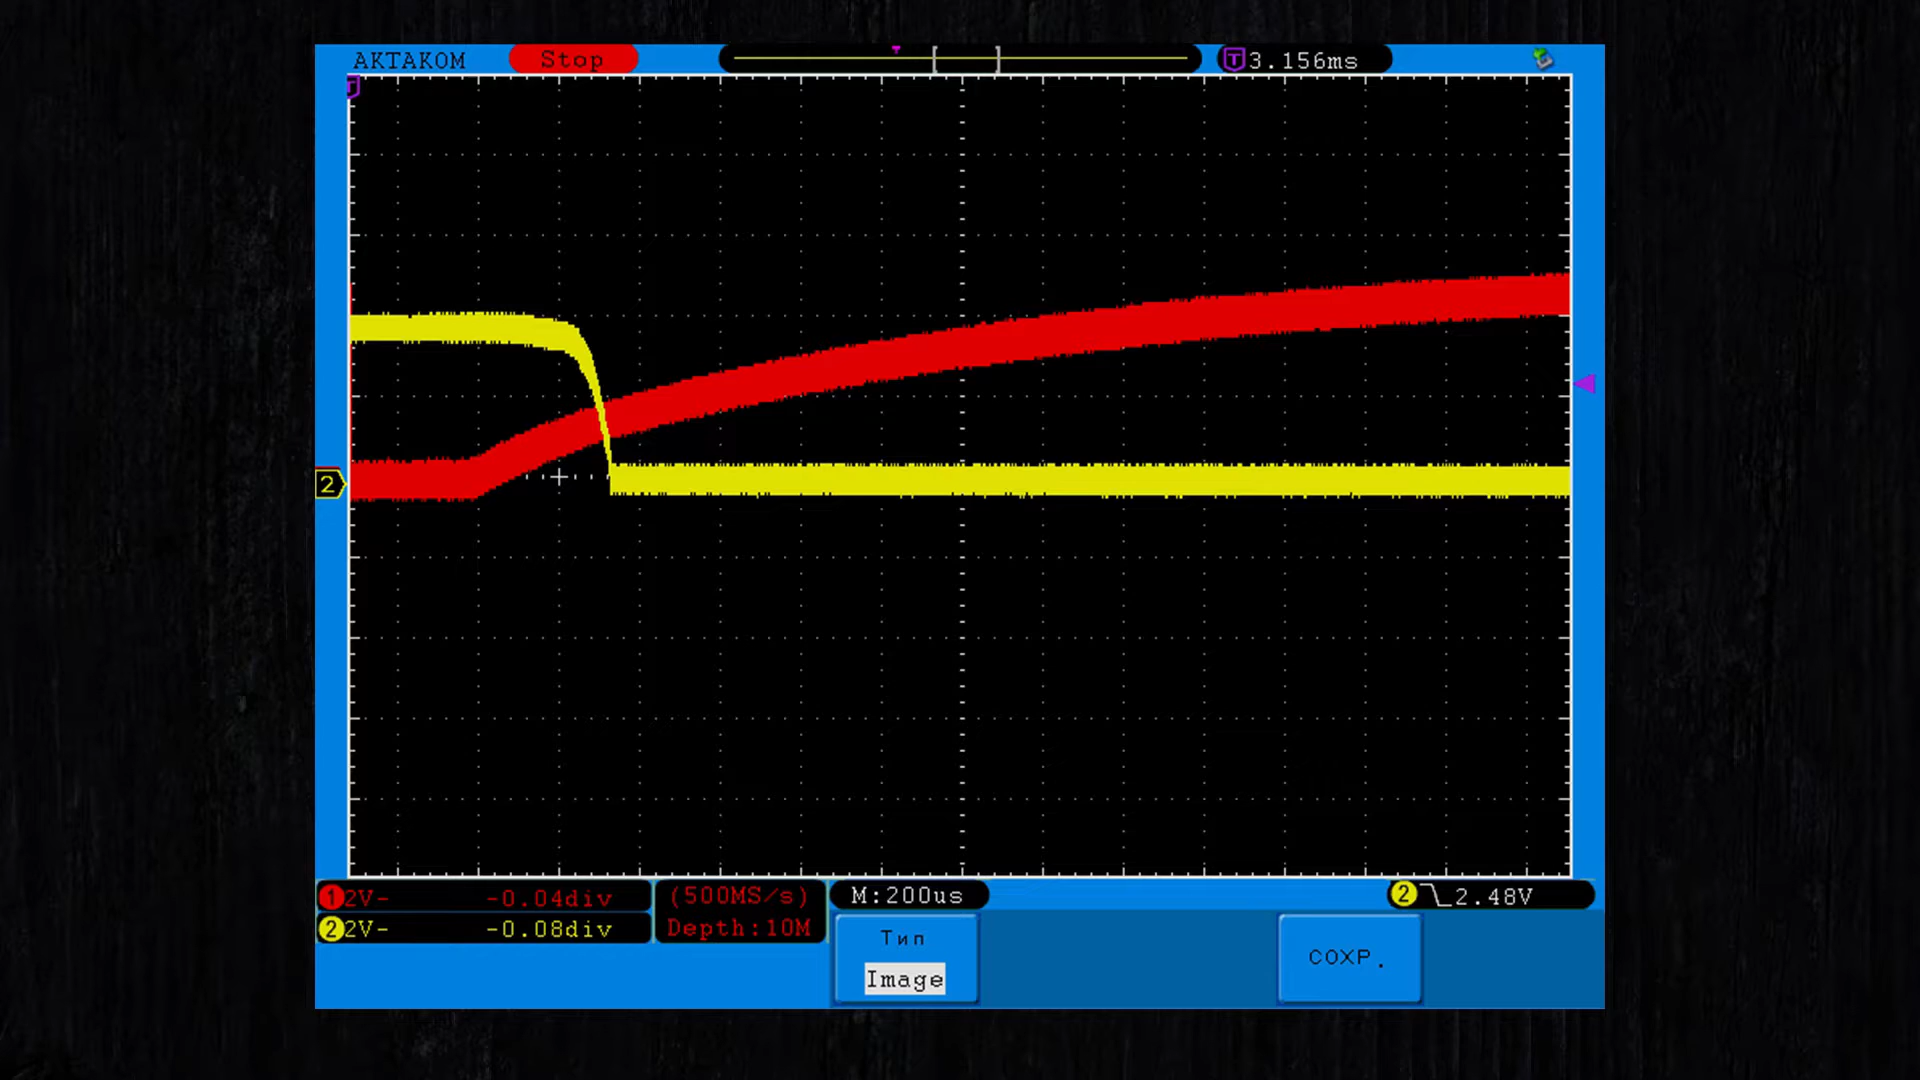 AKTAKOM Stop T 3.156ms
T
2
1 2V- -0.04div (500MS/s) M:200us 2 2.48V
2 2V- -0.08div Depth:10M
Тип
Image
СОХР.